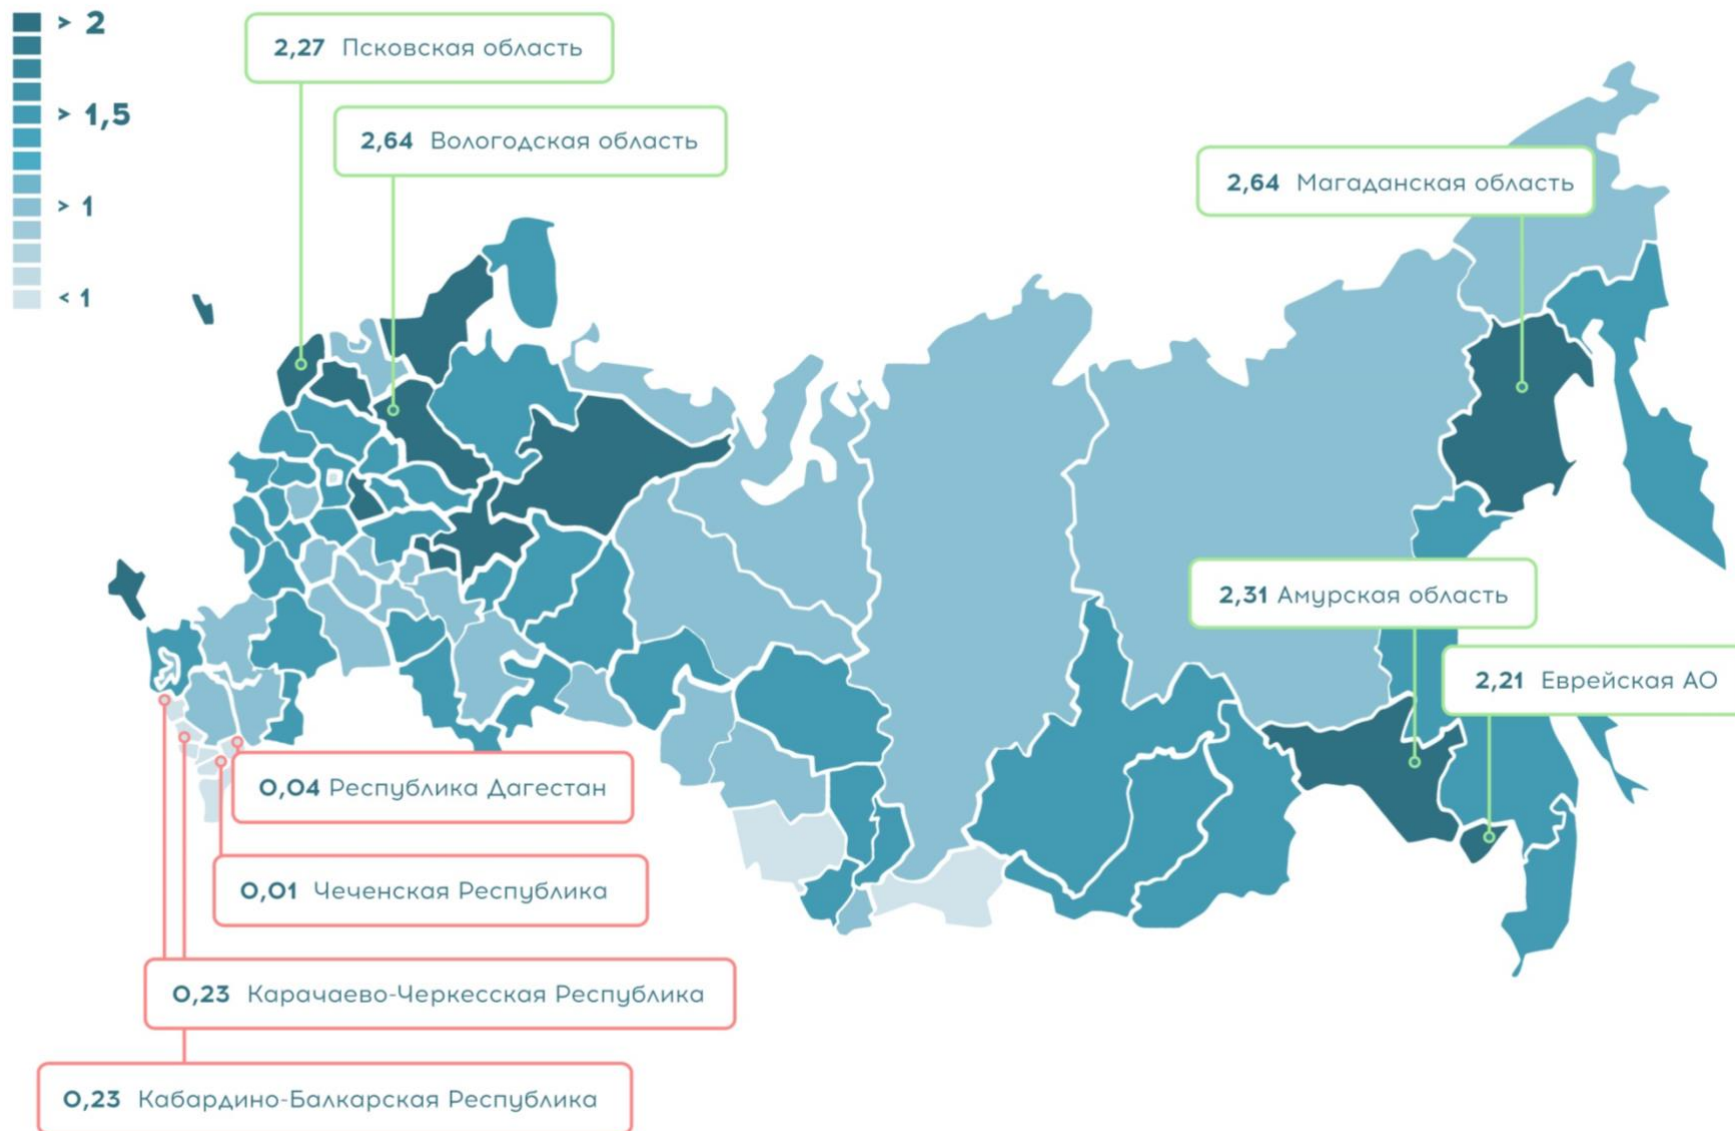 > 2
> 1,5
> 1
< 1
2,27 Псковская область
2,64 Вологодская область
2,64 Магаданская область
2,31 Амурская область
2,21 Еврейская АО
0,04 Республика Дагестан
0,01 Чеченская Республика
0,23 Карачаево-Черкесская Республика
0,23 Кабардино-Балкарская Республика